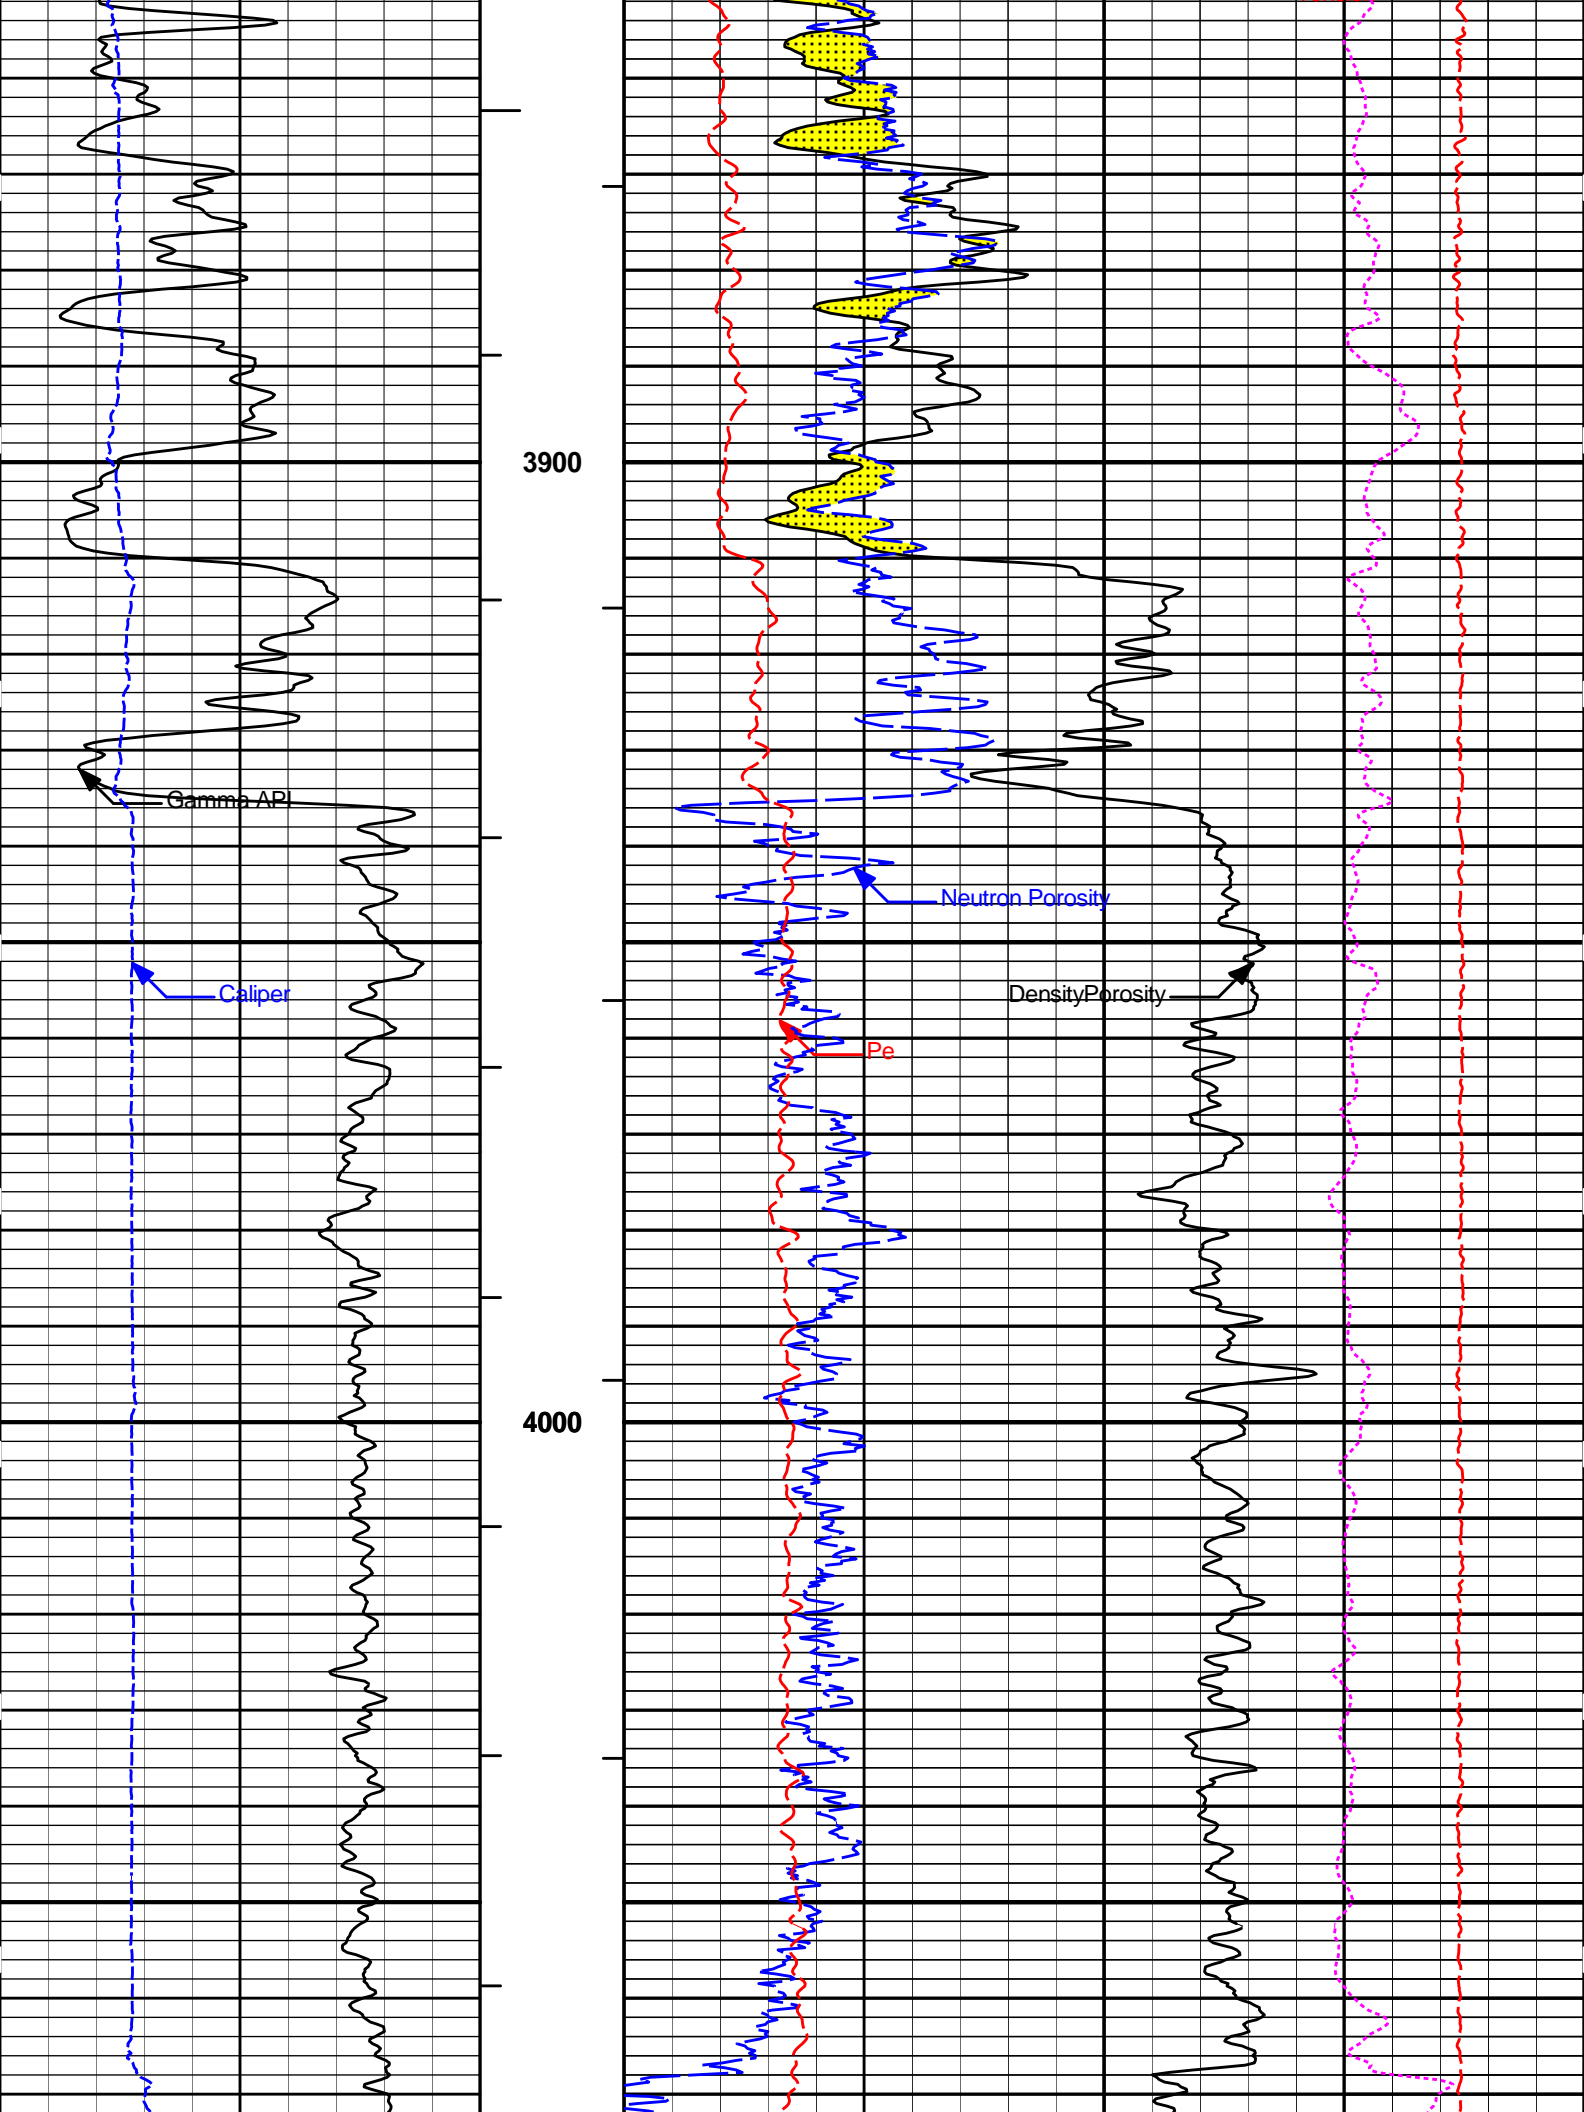 3900
Gamma API
Neutron Porosity
Caliper
DensityPorosity
Pe
4000